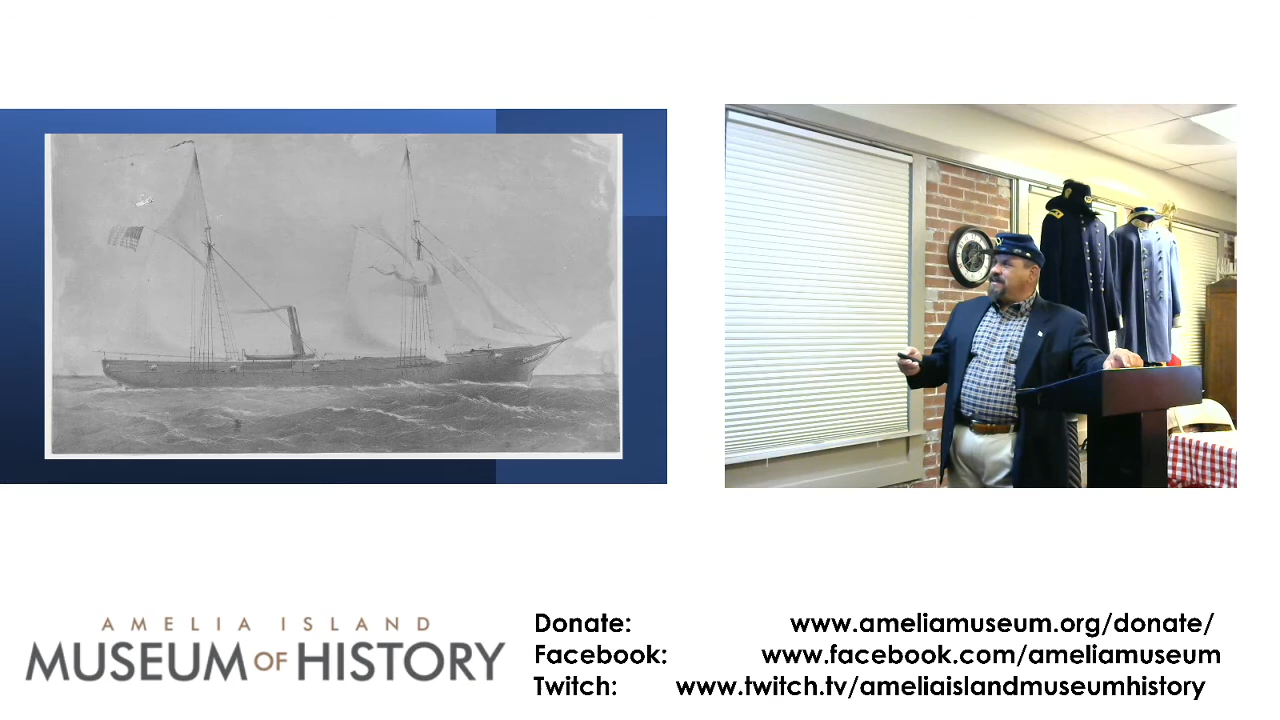 AMELIA ISLAND
MUSEUM OF HISTORY
Donate: www.ameliamuseum.org/donate/
Facebook: www.facebook.com/ameliamuseum
Twitch: www.twitch.tv/ameliaislandmuseumhistory